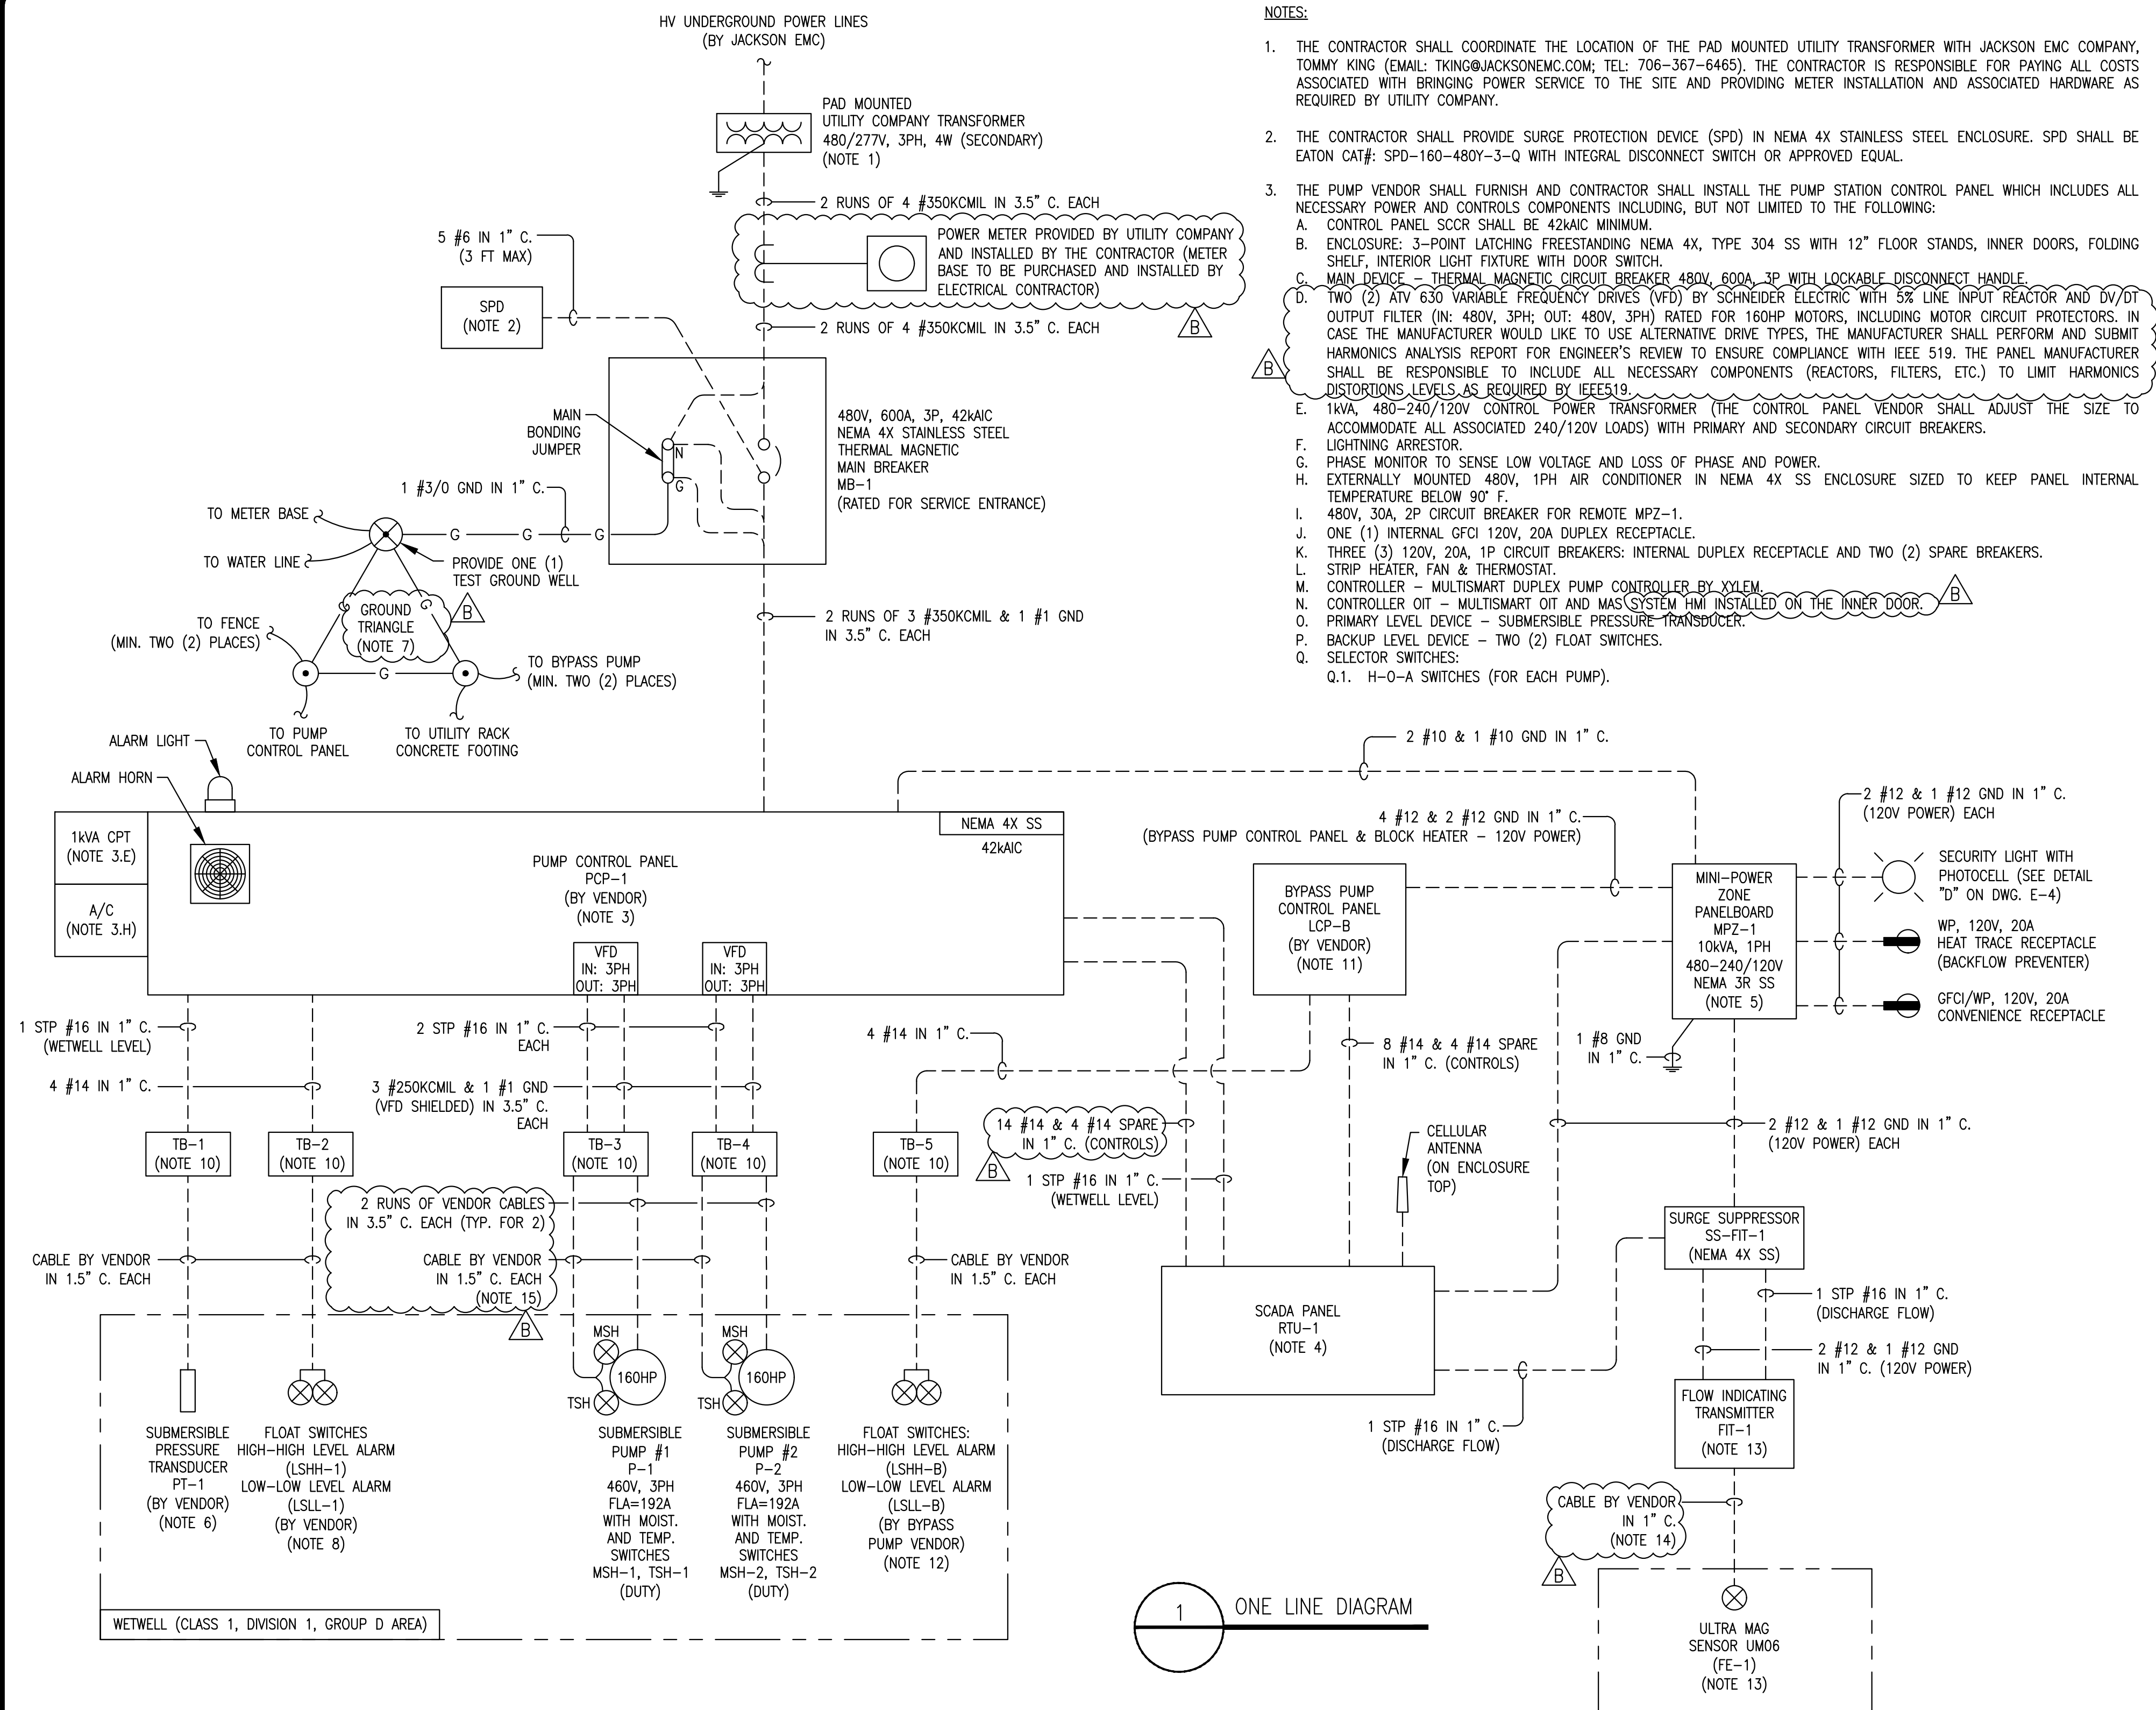 HV UNDERGROUND POWER LINES
(BY JACKSON EMC)
PAD MOUNTED
UTILITY COMPANY TRANSFORMER
480/277V, 3PH, 4W (SECONDARY)
(NOTE 1)
2 RUNS OF 4 #350KCMIL IN 3.5" C. EACH
POWER METER PROVIDED BY UTILITY COMPANY
AND INSTALLED BY THE CONTRACTOR (METER
BASE TO BE PURCHASED AND INSTALLED BY
ELECTRICAL CONTRACTOR)
B
2 RUNS OF 4 #350KCMIL IN 3.5" C. EACH
5 #6 IN 1" C.
(3 FT MAX)
SPD
(NOTE 2)
MAIN
BONDING
JUMPER
N
G
480V, 600A, 3P, 42kAIC
NEMA 4X STAINLESS STEEL
THERMAL MAGNETIC
MAIN BREAKER
MB-1
(RATED FOR SERVICE ENTRANCE)
1 #3/0 GND IN 1" C.
TO METER BASE
G G G
TO WATER LINE
PROVIDE ONE (1)
TEST GROUND WELL
G G
GROUND
TRIANGLE
(NOTE 7)
B
TO FENCE
(MIN. TWO (2) PLACES)
G
TO BYPASS PUMP
(MIN. TWO (2) PLACES)
TO PUMP
CONTROL PANEL
TO UTILITY RACK
CONCRETE FOOTING
2 RUNS OF 3 #350KCMIL & 1 #1 GND
IN 3.5" C. EACH
NOTES:
1. THE CONTRACTOR SHALL COORDINATE THE LOCATION OF THE PAD MOUNTED UTILITY TRANSFORMER WITH JACKSON EMC COMPANY,
TOMMY KING (EMAIL: TKING@JACKSONEMC.COM; TEL: 706-367-6465). THE CONTRACTOR IS RESPONSIBLE FOR PAYING ALL COSTS
ASSOCIATED WITH BRINGING POWER SERVICE TO THE SITE AND PROVIDING METER INSTALLATION AND ASSOCIATED HARDWARE AS
REQUIRED BY UTILITY COMPANY.
2. THE CONTRACTOR SHALL PROVIDE SURGE PROTECTION DEVICE (SPD) IN NEMA 4X STAINLESS STEEL ENCLOSURE. SPD SHALL BE
EATON CAT#: SPD-160-480Y-3-Q WITH INTEGRAL DISCONNECT SWITCH OR APPROVED EQUAL.
3. THE PUMP VENDOR SHALL FURNISH AND CONTRACTOR SHALL INSTALL THE PUMP STATION CONTROL PANEL WHICH INCLUDES ALL
NECESSARY POWER AND CONTROLS COMPONENTS INCLUDING, BUT NOT LIMITED TO THE FOLLOWING:
A. CONTROL PANEL SCCR SHALL BE 42kAIC MINIMUM.
B. ENCLOSURE: 3-POINT LATCHING FREESTANDING NEMA 4X, TYPE 304 SS WITH 12" FLOOR STANDS, INNER DOORS, FOLDING
SHELF, INTERIOR LIGHT FIXTURE WITH DOOR SWITCH.
C. MAIN DEVICE - THERMAL MAGNETIC CIRCUIT BREAKER 480V, 600A, 3P WITH LOCKABLE DISCONNECT HANDLE.
D. TWO (2) ATV 630 VARIABLE FREQUENCY DRIVES (VFD) BY SCHNEIDER ELECTRIC WITH 5% LINE INPUT REACTOR AND DV/DT
OUTPUT FILTER (IN: 480V, 3PH; OUT: 480V, 3PH) RATED FOR 160HP MOTORS, INCLUDING MOTOR CIRCUIT PROTECTORS. IN
CASE THE MANUFACTURER WOULD LIKE TO USE ALTERNATIVE DRIVE TYPES, THE MANUFACTURER SHALL PERFORM AND SUBMIT
HARMONICS ANALYSIS REPORT FOR ENGINEER'S REVIEW TO ENSURE COMPLIANCE WITH IEEE 519. THE PANEL MANUFACTURER
SHALL BE RESPONSIBLE TO INCLUDE ALL NECESSARY COMPONENTS (REACTORS, FILTERS, ETC.) TO LIMIT HARMONICS
DISTORTIONS LEVELS AS REQUIRED BY IEEE519.
B
E. 1kVA, 480-240/120V CONTROL POWER TRANSFORMER (THE CONTROL PANEL VENDOR SHALL ADJUST THE SIZE TO
ACCOMMODATE ALL ASSOCIATED 240/120V LOADS) WITH PRIMARY AND SECONDARY CIRCUIT BREAKERS.
F. LIGHTNING ARRESTOR.
G. PHASE MONITOR TO SENSE LOW VOLTAGE AND LOSS OF PHASE AND POWER.
H. EXTERNALLY MOUNTED 480V, 1PH AIR CONDITIONER IN NEMA 4X SS ENCLOSURE SIZED TO KEEP PANEL INTERNAL
TEMPERATURE BELOW 90° F.
I. 480V, 30A, 2P CIRCUIT BREAKER FOR REMOTE MPZ-1.
J. ONE (1) INTERNAL GFCI 120V, 20A DUPLEX RECEPTACLE.
K. THREE (3) 120V, 20A, 1P CIRCUIT BREAKERS: INTERNAL DUPLEX RECEPTACLE AND TWO (2) SPARE BREAKERS.
L. STRIP HEATER, FAN & THERMOSTAT.
M. CONTROLLER - MULTISMART DUPLEX PUMP CONTROLLER BY XYLEM.
N. CONTROLLER OIT - MULTISMART OIT AND MAS SYSTEM HMI INSTALLED ON THE INNER DOOR.
B
O. PRIMARY LEVEL DEVICE - SUBMERSIBLE PRESSURE TRANSDUCER.
P. BACKUP LEVEL DEVICE - TWO (2) FLOAT SWITCHES.
Q. SELECTOR SWITCHES:
Q.1. H-O-A SWITCHES (FOR EACH PUMP).
ALARM LIGHT
ALARM HORN
1kVA CPT
(NOTE 3.E)
A/C
(NOTE 3.H)
PUMP CONTROL PANEL
PCP-1
(BY VENDOR)
(NOTE 3)
NEMA 4X SS
42kAIC
VFD
IN: 3PH
OUT: 3PH
VFD
IN: 3PH
OUT: 3PH
2 #10 & 1 #10 GND IN 1" C.
4 #12 & 2 #12 GND IN 1" C.
(BYPASS PUMP CONTROL PANEL & BLOCK HEATER - 120V POWER)
BYPASS PUMP
CONTROL PANEL
LCP-B
(BY VENDOR)
(NOTE 11)
MINI-POWER
ZONE
PANELBOARD
MPZ-1
10kVA, 1PH
480-240/120V
NEMA 3R SS
(NOTE 5)
2 #12 & 1 #12 GND IN 1" C.
(120V POWER) EACH
SECURITY LIGHT WITH
PHOTOCELL (SEE DETAIL
"D" ON DWG. E-4)
WP, 120V, 20A
HEAT TRACE RECEPTACLE
(BACKFLOW PREVENTER)
GFCI/WP, 120V, 20A
CONVENIENCE RECEPTACLE
1 #8 GND
IN 1" C.
1 STP #16 IN 1" C.
(WETWELL LEVEL)
4 #14 IN 1" C.
2 STP #16 IN 1" C.
EACH
3 #250KCMIL & 1 #1 GND
(VFD SHIELDED) IN 3.5" C.
EACH
4 #14 IN 1" C.
8 #14 & 4 #14 SPARE
IN 1" C. (CONTROLS)
TB-1
(NOTE 10)
TB-2
(NOTE 10)
TB-3
(NOTE 10)
TB-4
(NOTE 10)
TB-5
(NOTE 10)
14 #14 & 4 #14 SPARE
IN 1" C. (CONTROLS)
B
1 STP #16 IN 1" C.
(WETWELL LEVEL)
CELLULAR
ANTENNA
(ON ENCLOSURE
TOP)
2 #12 & 1 #12 GND IN 1" C.
(120V POWER) EACH
2 RUNS OF VENDOR CABLES
IN 3.5" C. EACH (TYP. FOR 2)
CABLE BY VENDOR
IN 1.5" C. EACH
(NOTE 15)
B
CABLE BY VENDOR
IN 1.5" C. EACH
CABLE BY VENDOR
IN 1.5" C. EACH
SURGE SUPPRESSOR
SS-FIT-1
(NEMA 4X SS)
SCADA PANEL
RTU-1
(NOTE 4)
1 STP #16 IN 1" C.
(DISCHARGE FLOW)
2 #12 & 1 #12 GND
IN 1" C. (120V POWER)
1 STP #16 IN 1" C.
(DISCHARGE FLOW)
FLOW INDICATING
TRANSMITTER
FIT-1
(NOTE 13)
MSH
160HP
TSH
MSH
160HP
TSH
SUBMERSIBLE
PRESSURE
TRANSDUCER
PT-1
(BY VENDOR)
(NOTE 6)
FLOAT SWITCHES
HIGH-HIGH LEVEL ALARM
(LSHH-1)
LOW-LOW LEVEL ALARM
(LSLL-1)
(BY VENDOR)
(NOTE 8)
SUBMERSIBLE
PUMP #1
P-1
460V, 3PH
FLA=192A
WITH MOIST.
AND TEMP.
SWITCHES
MSH-1, TSH-1
(DUTY)
SUBMERSIBLE
PUMP #2
P-2
460V, 3PH
FLA=192A
WITH MOIST.
AND TEMP.
SWITCHES
MSH-2, TSH-2
(DUTY)
FLOAT SWITCHES:
HIGH-HIGH LEVEL ALARM
(LSHH-B)
LOW-LOW LEVEL ALARM
(LSLL-B)
(BY BYPASS
PUMP VENDOR)
(NOTE 12)
WETWELL (CLASS 1, DIVISION 1, GROUP D AREA)
CABLE BY VENDOR
IN 1" C.
(NOTE 14)
B
ULTRA MAG
SENSOR UM06
(FE-1)
(NOTE 13)
1
ONE LINE DIAGRAM